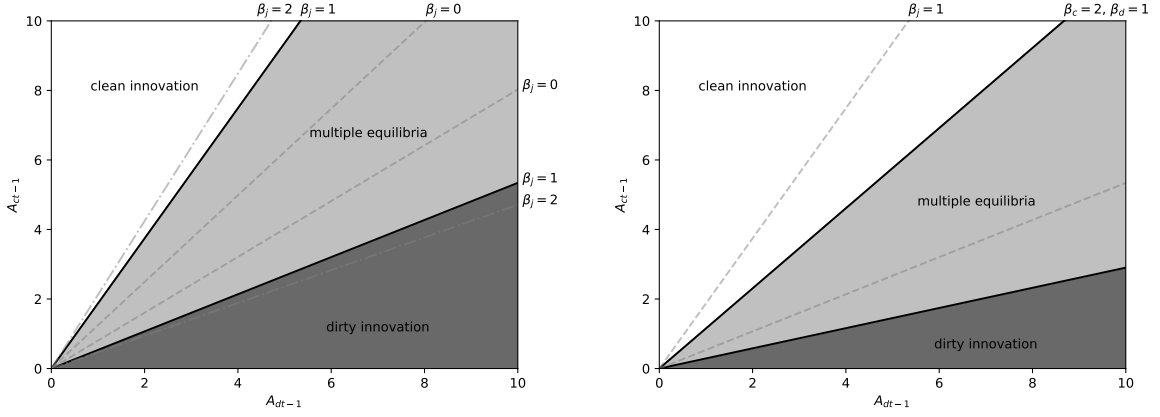 β_j = 2 β_j = 1 β_j = 0
10
8
6
4
2
0
A_{ct−1}
clean innovation
multiple equilibria
dirty innovation
β_j = 0
β_j = 1
β_j = 2
0 2 4 6 8 10
A_{dt−1}
β_j = 1 β_c = 2, β_d = 1
10
8
6
4
2
0
A_{ct−1}
clean innovation
multiple equilibria
dirty innovation
0 2 4 6 8 10
A_{dt−1}